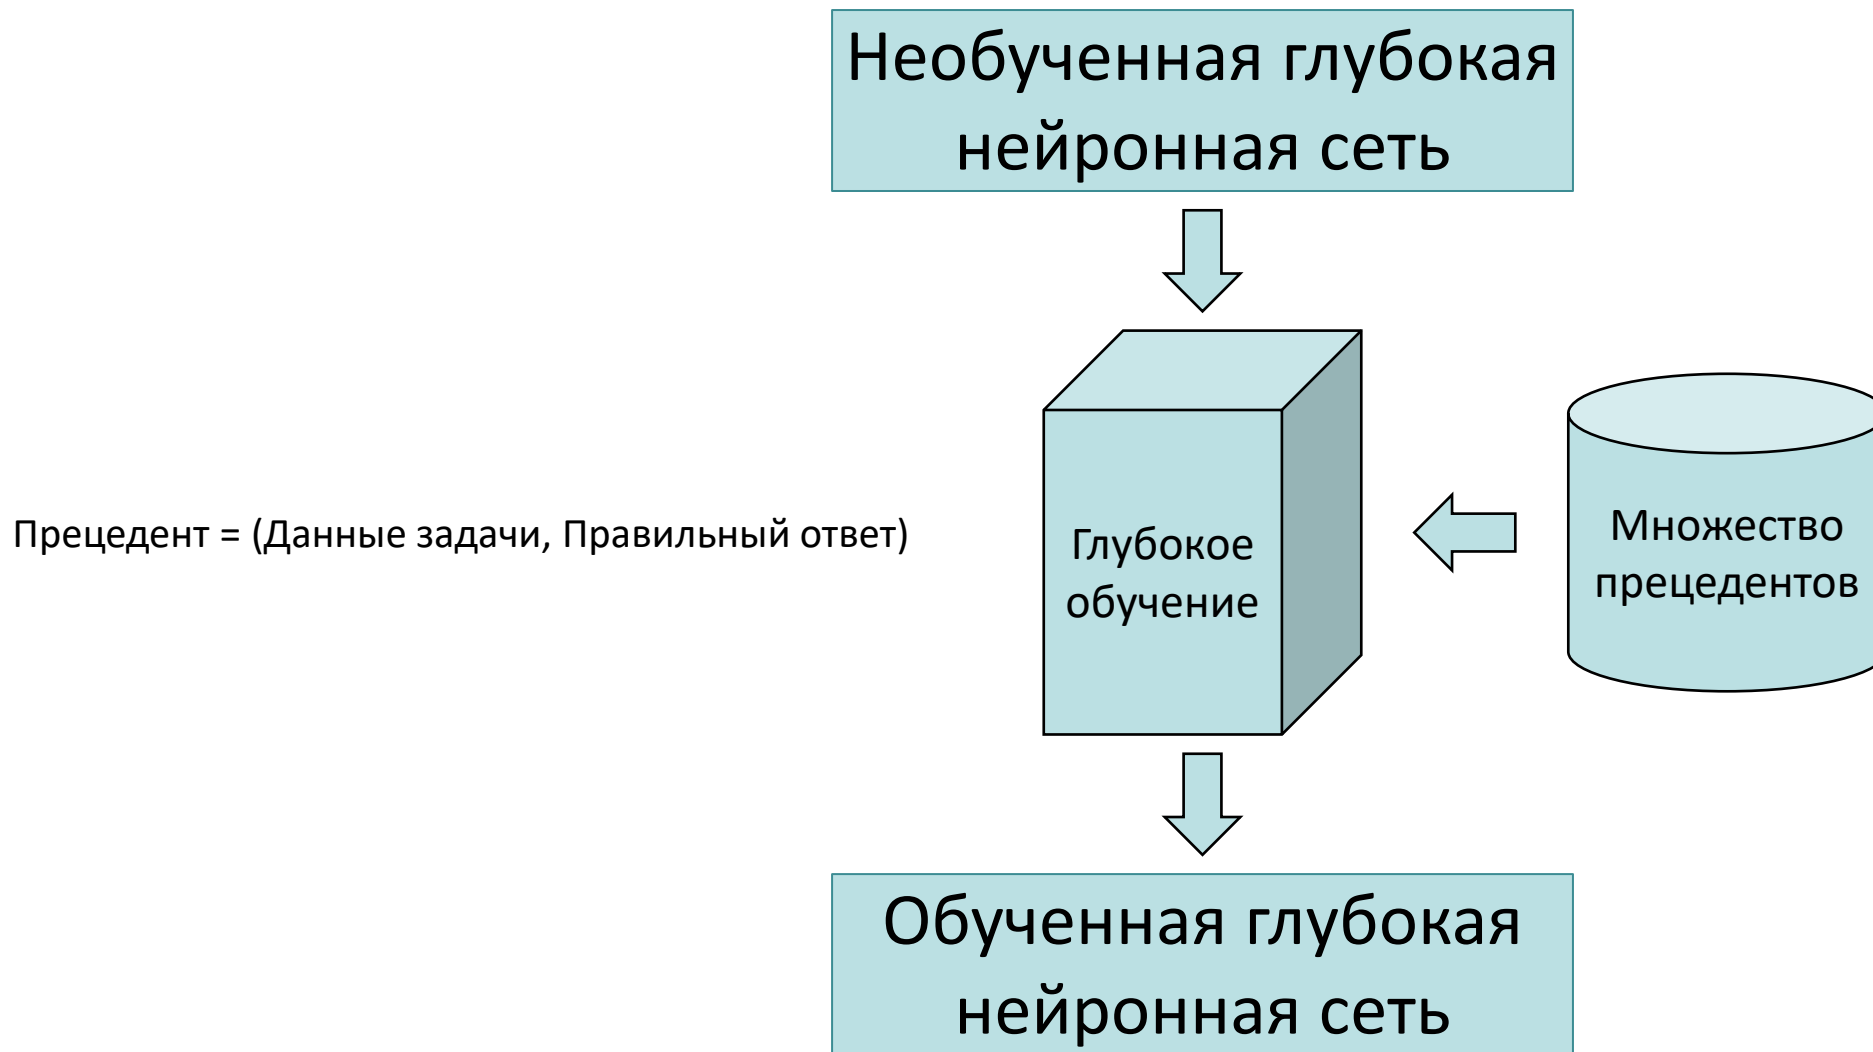 Необученная глубокая
нейронная сеть
Прецедент = (Данные задачи, Правильный ответ)
Глубокое
обучение
Множество
прецедентов
Обученная глубокая
нейронная сеть